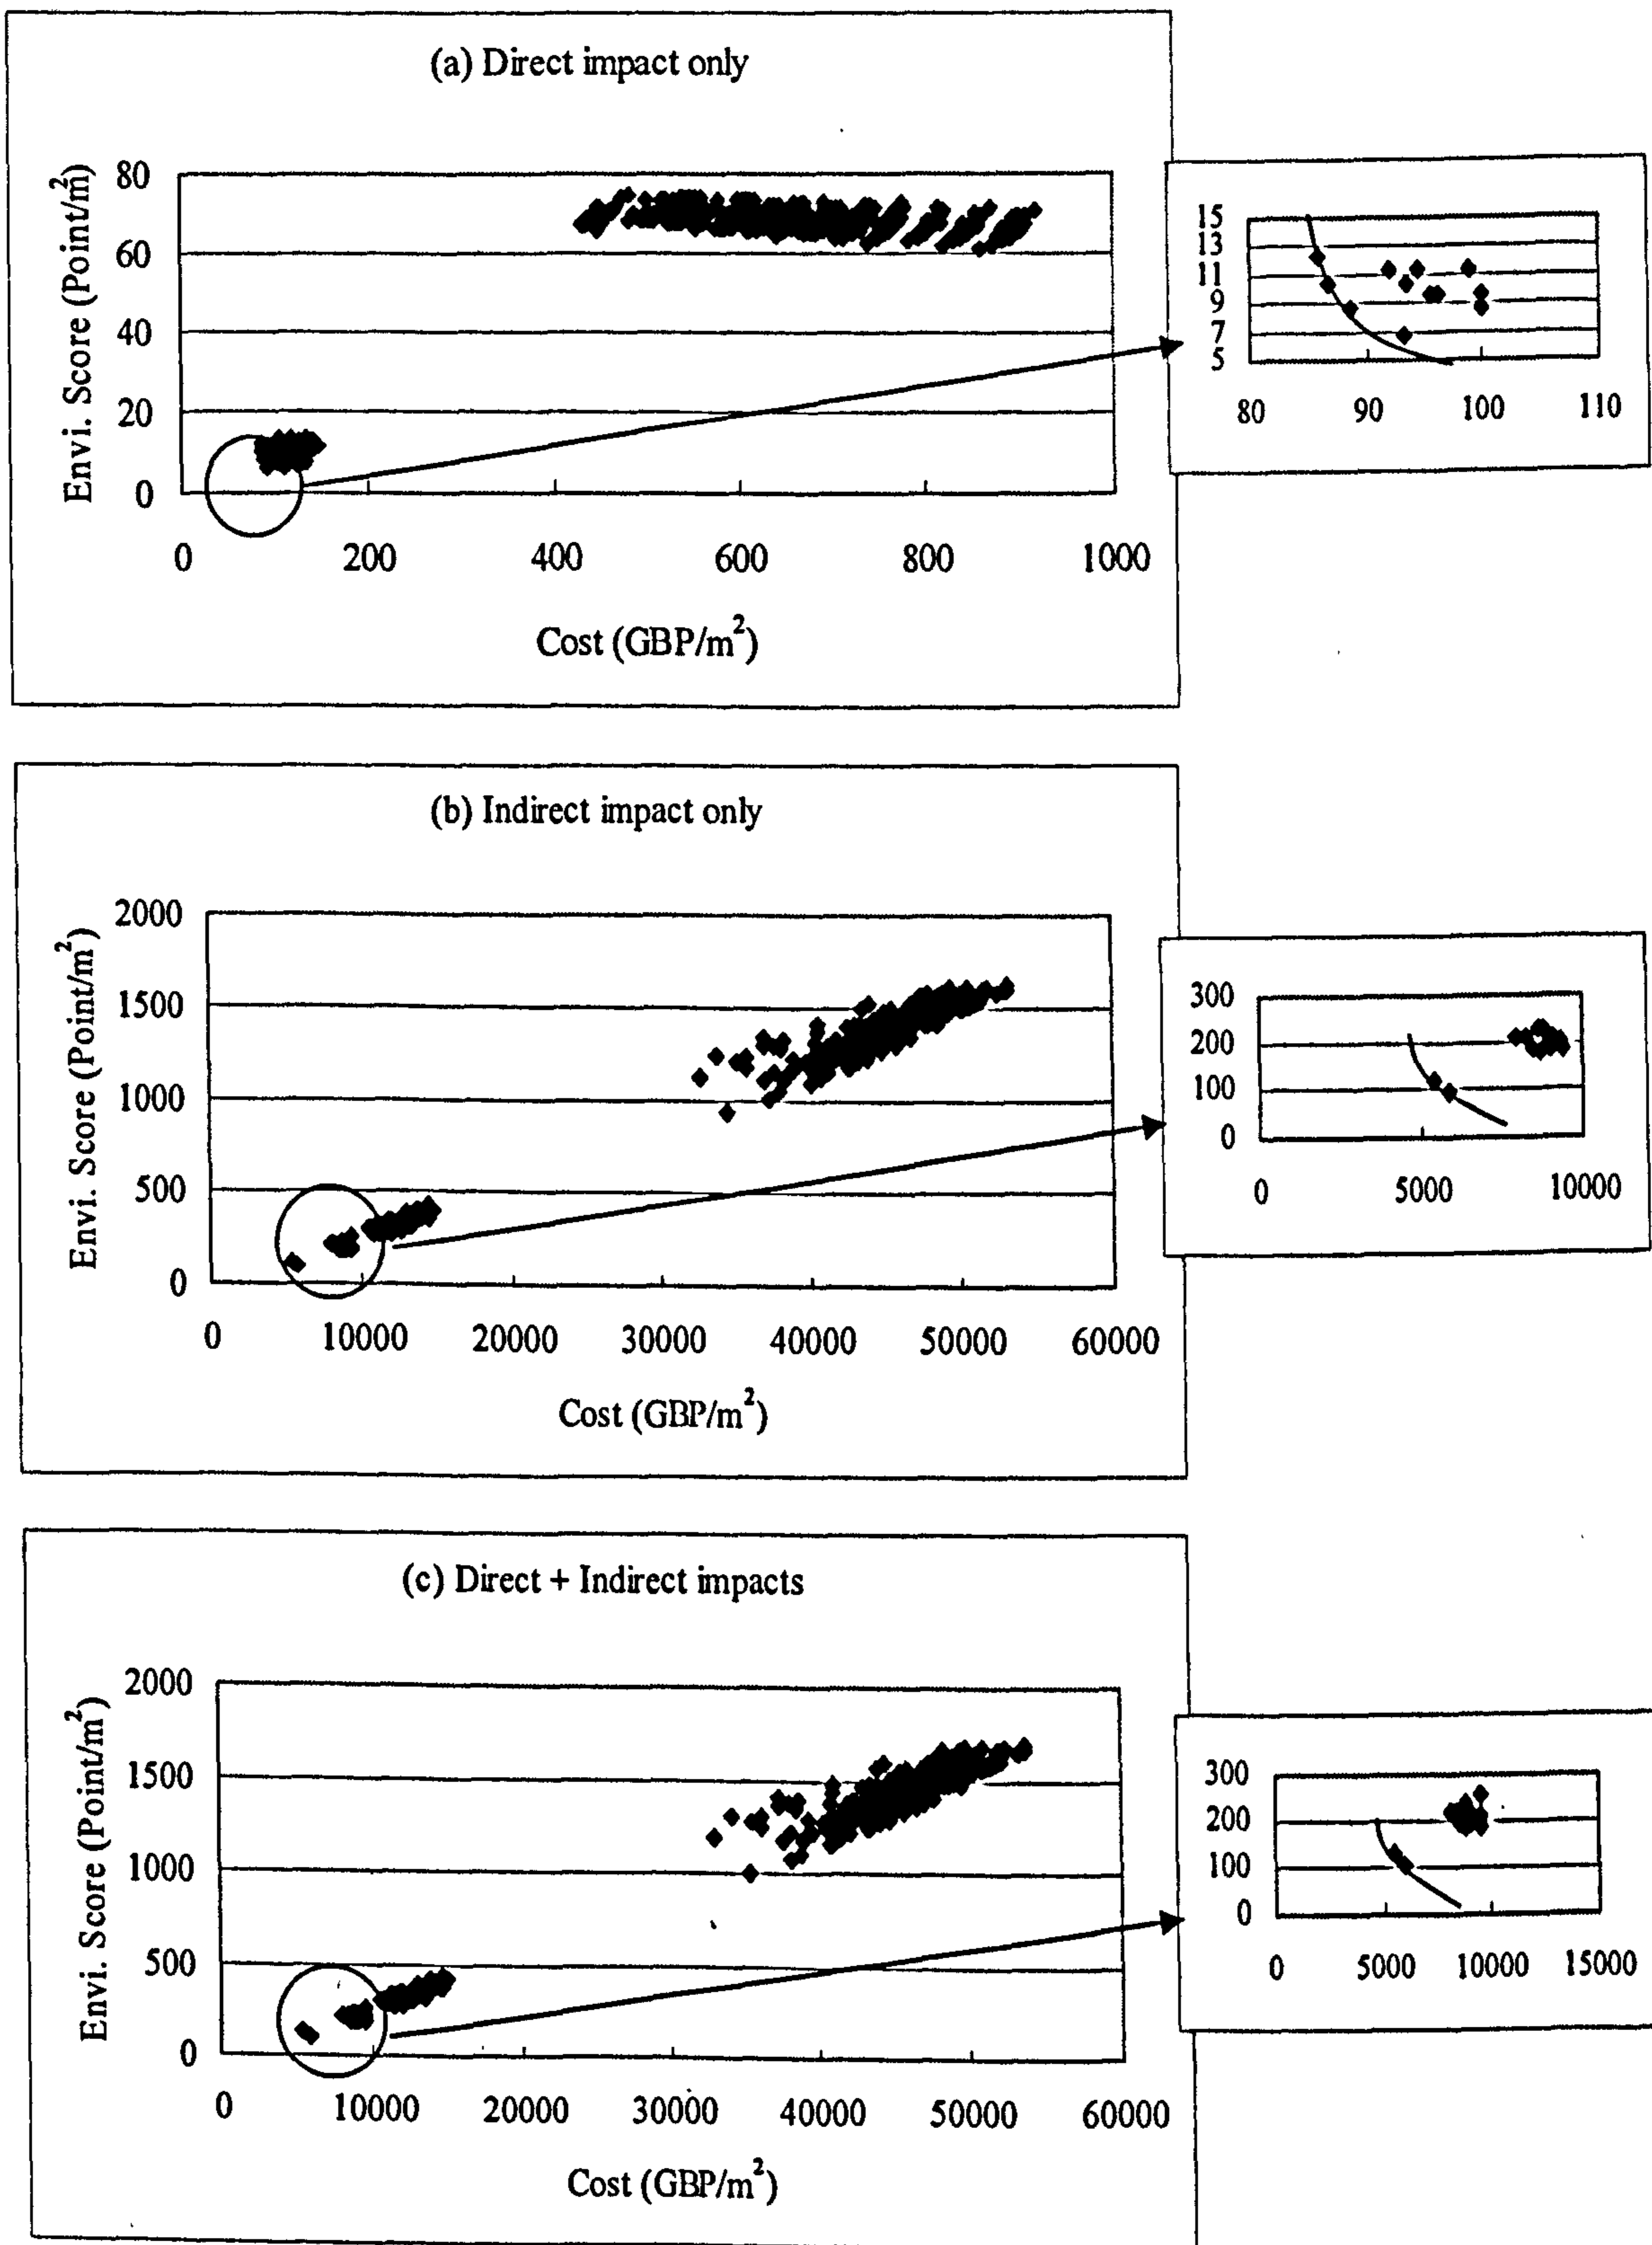 (a) Direct impact only
Envi. Score (Point/m²)
80
60
40
20
0
0 200 400 600 800 1000
Cost (GBP/m²)
15
13
11
9
7
5
80 90 100 110
(b) Indirect impact only
Envi. Score (Point/m²)
2000
1500
1000
500
0
0 10000 20000 30000 40000 50000 60000
Cost (GBP/m²)
300
200
100
0
0 5000 10000
(c) Direct + Indirect impacts
Envi. Score (Point/m²)
2000
1500
1000
500
0
0 10000 20000 30000 40000 50000 60000
Cost (GBP/m²)
300
200
100
0
0 5000 10000 15000